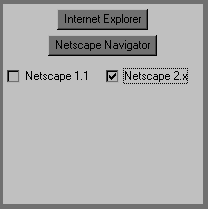 Internet Explorer
Netscape Navigator
Netscape 1.1 Netscape 2.x